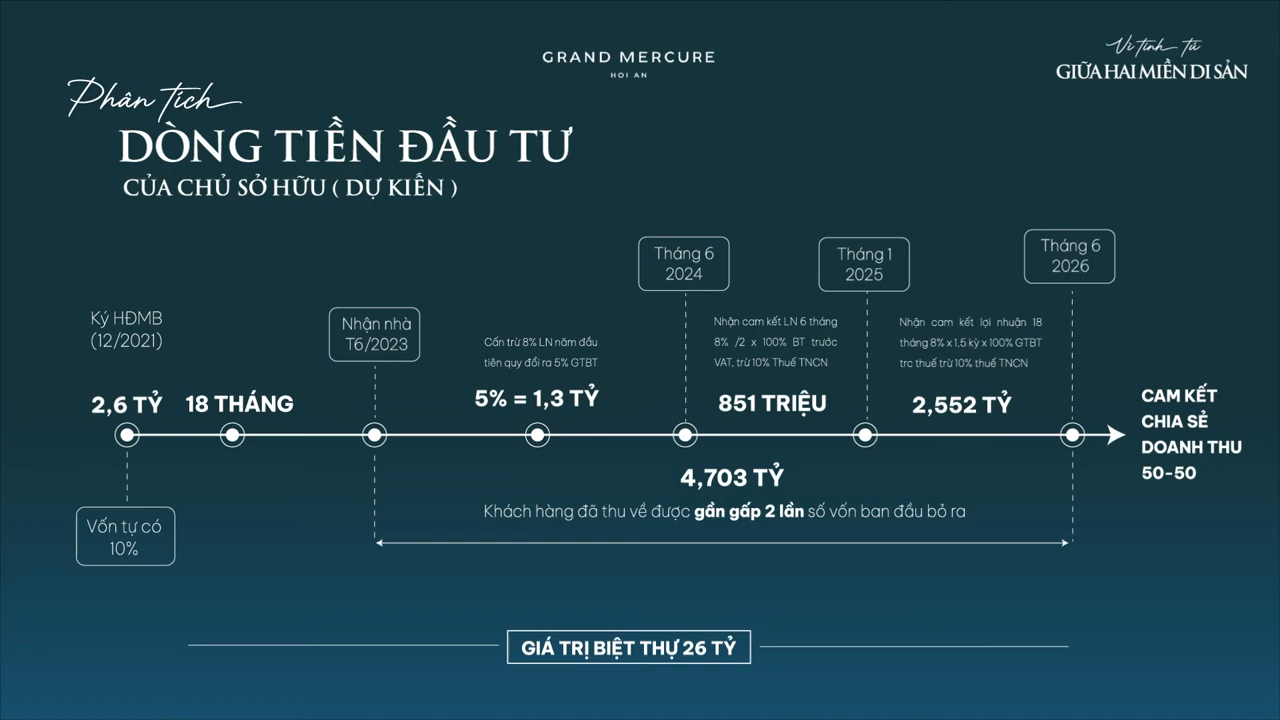 GRAND MERCURE
HOI AN
Vì tinh tú
GIỮA HAI MIỀN DI SẢN
Phân tích
DÒNG TIỀN ĐẦU TƯ
CỦA CHỦ SỞ HỮU ( DỰ KIẾN )
Ký HĐMB
(12/2021)
2,6 TỶ
18 THÁNG
Nhận nhà
T6/2023
Cấn trừ 8% LN năm đầu
tiên quy đổi ra 5% GTBT
5% = 1,3 TỶ
Tháng 6
2024
Nhận cam kết LN 6 tháng
8% /2 x 100% BT trước
VAT, trừ 10% Thuế TNCN
851 TRIỆU
Tháng 1
2025
Nhận cam kết lợi nhuận 18
tháng 8% x 1,5 kỳ x 100% GTBT
trc thuế trừ 10% thuế TNCN
2,552 TỶ
Tháng 6
2026
CAM KẾT
CHIA SẺ
DOANH THU
50-50
Vốn tự có
10%
4,703 TỶ
Khách hàng đã thu về được gần gấp 2 lần số vốn ban đầu bỏ ra
GIÁ TRỊ BIỆT THỰ 26 TỶ